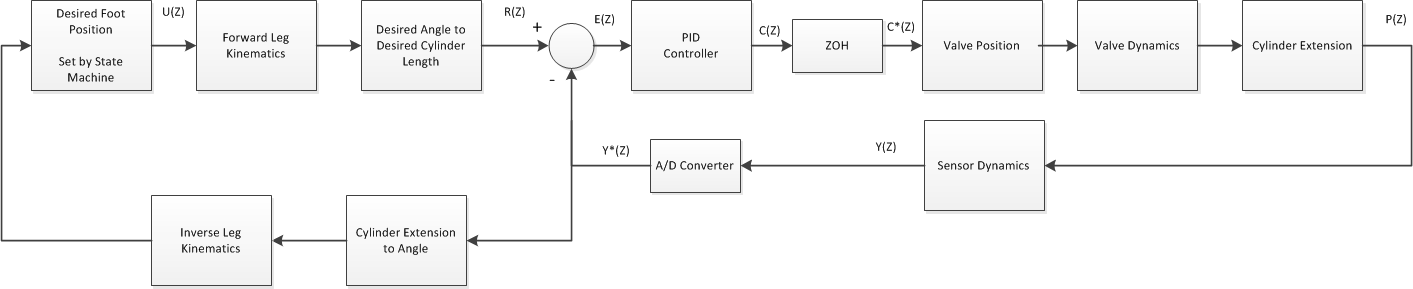 Desired Foot
Position
Set by State
Machine
U(Z)
Forward Leg
Kinematics
Desired Angle to
Desired Cylinder
Length
R(Z)
+
-
E(Z)
PID
Controller
C(Z)
ZOH
C*(Z)
Valve Position
Valve Dynamics
Cylinder Extension
P(Z)
Y*(Z)
A/D Converter
Y(Z)
Sensor Dynamics
Inverse Leg
Kinematics
Cylinder Extension
to Angle